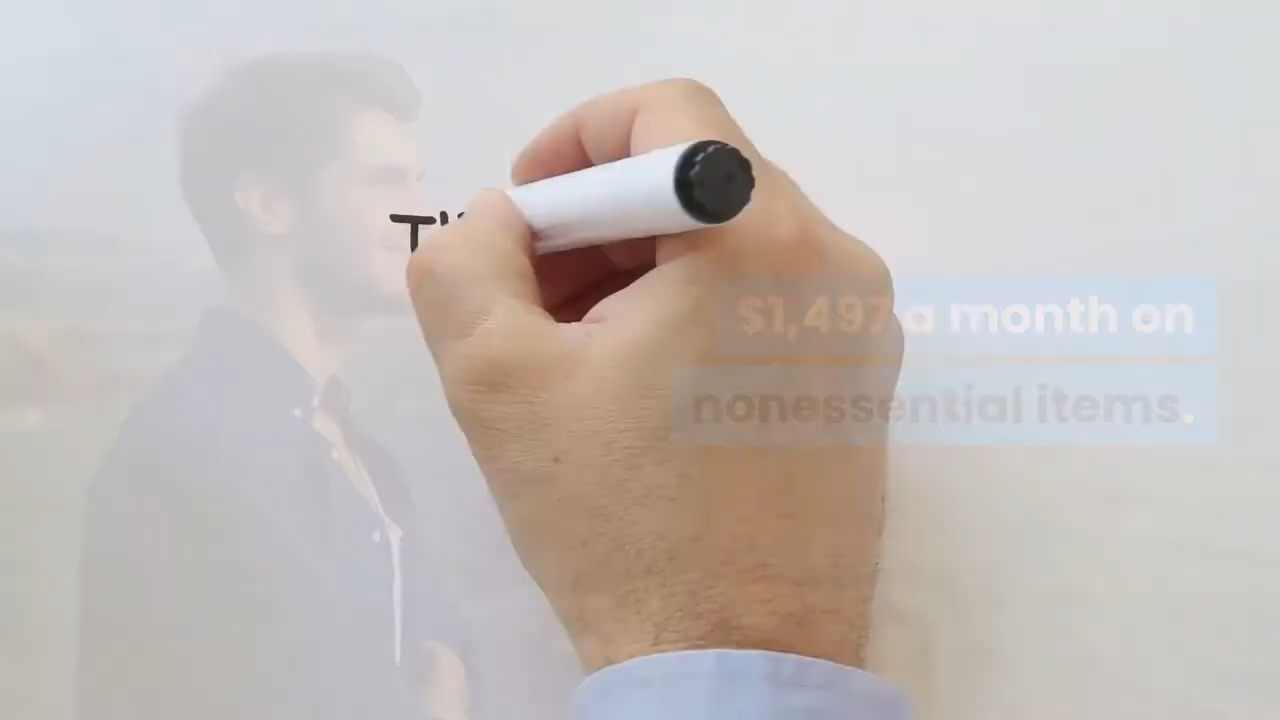 $1,497 a month on
nonessential items.